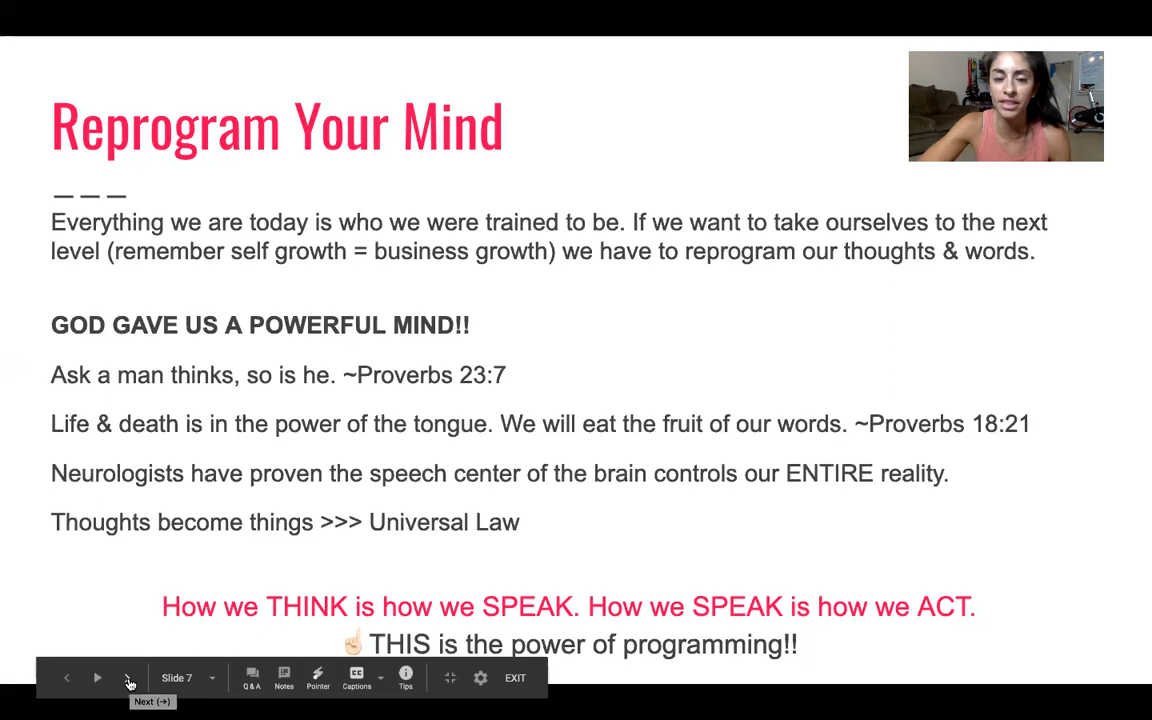 Reprogram Your Mind
Everything we are today is who we were trained to be. If we want to take ourselves to the next
level (remember self growth = business growth) we have to reprogram our thoughts & words.
GOD GAVE US A POWERFUL MIND!!
Ask a man thinks, so is he. ~Proverbs 23:7
Life & death is in the power of the tongue. We will eat the fruit of our words. ~Proverbs 18:21
Neurologists have proven the speech center of the brain controls our ENTIRE reality.
Thoughts become things >>> Universal Law
How we THINK is how we SPEAK. How we SPEAK is how we ACT.
☝🏻THIS is the power of programming!!
Slide 7
Q & A
Notes
Pointer
CC
Captions
Tips
EXIT
Next (→)